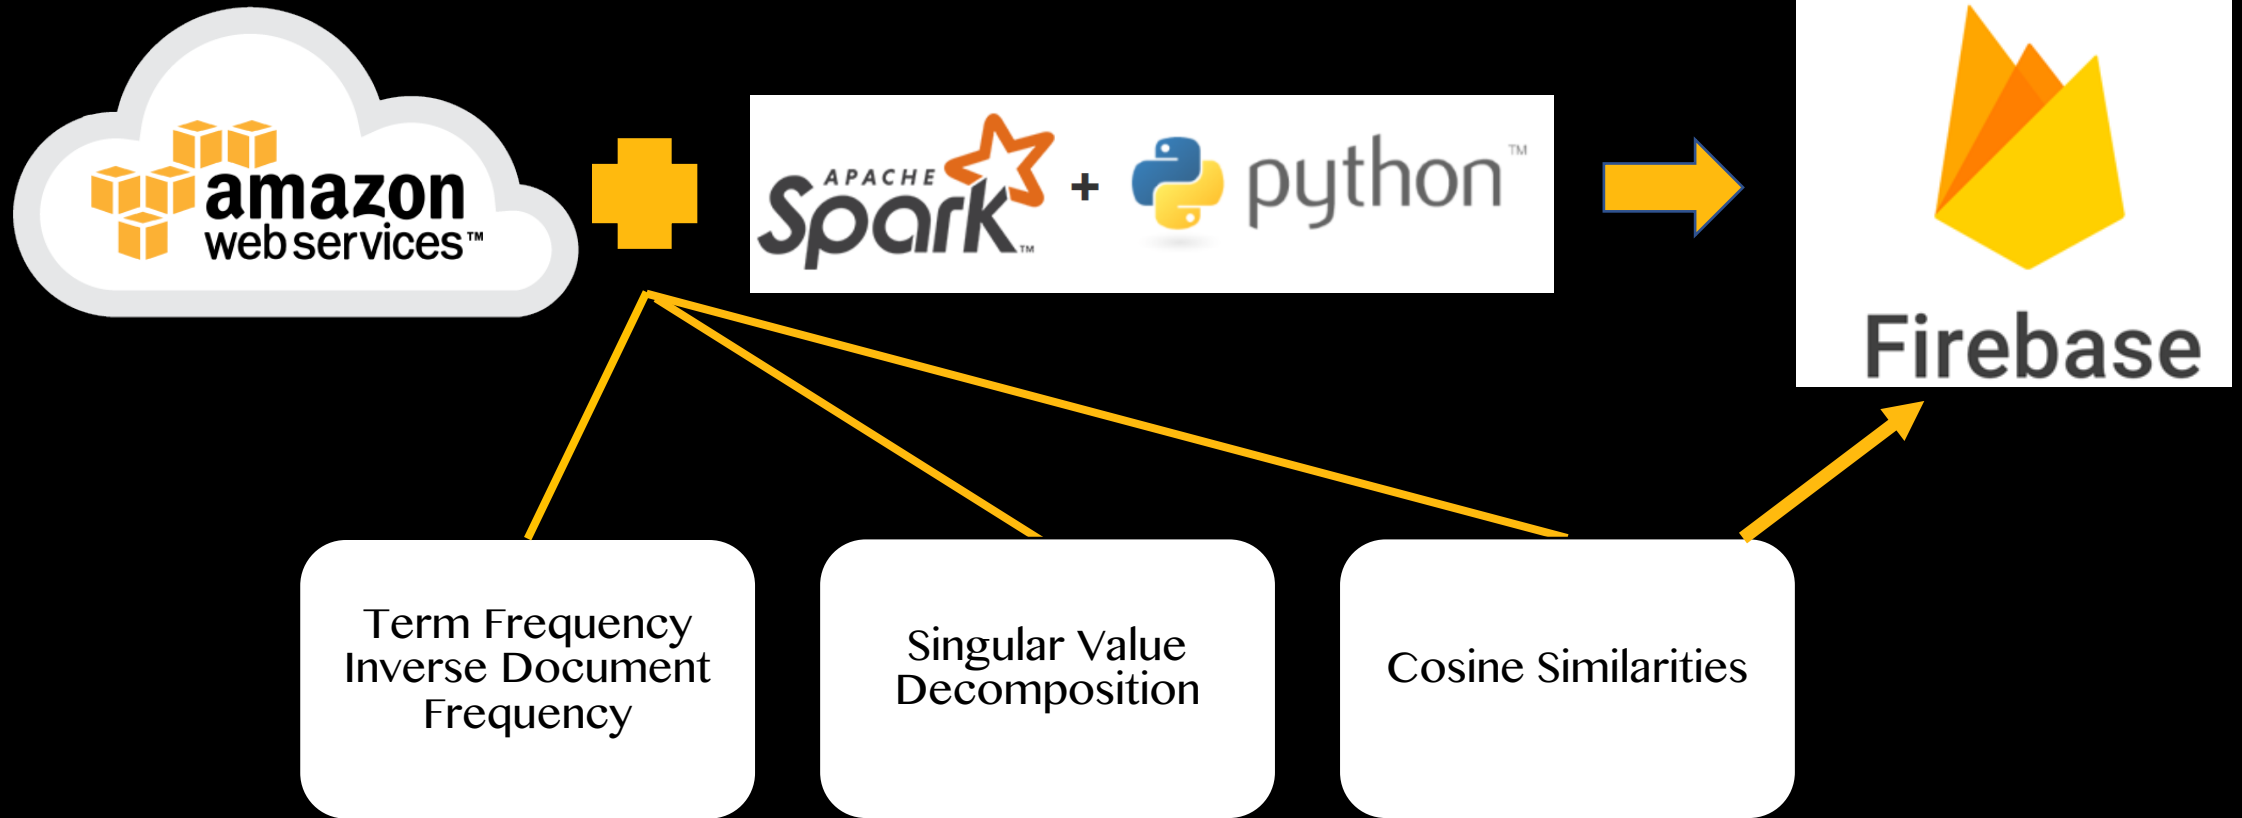 amazon
web services™
APACHE
Spark™
+
python™
Firebase
Term Frequency
Inverse Document
Frequency
Singular Value
Decomposition
Cosine Similarities